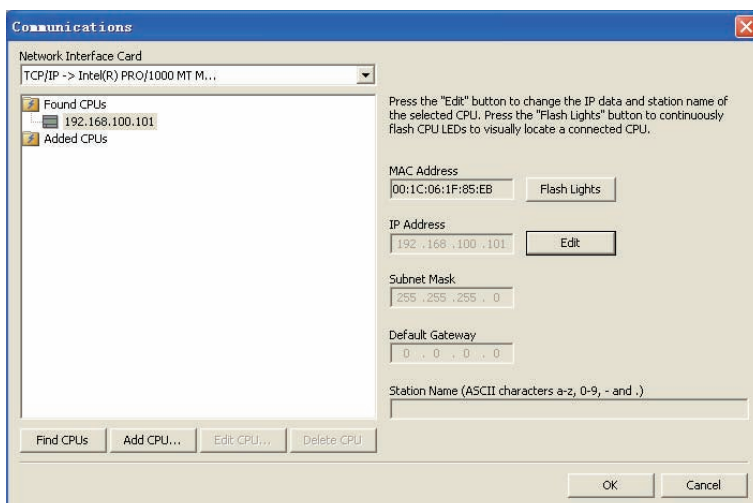 Communications
Network Interface Card
TCP/IP -> Intel(R) PRO/1000 MT M...
Found CPUs
192.168.100.101
Added CPUs
Press the "Edit" button to change the IP data and station name of
the selected CPU. Press the "Flash Lights" button to continuously
flash CPU LEDs to visually locate a connected CPU.
MAC Address
00:1C:06:1F:85:EB
Flash Lights
IP Address
192 .168 .100 .101
Edit
Subnet Mask
255 .255 .255 . 0
Default Gateway
0 . 0 . 0 . 0
Station Name (ASCII characters a-z, 0-9, - and .)
Find CPUs
Add CPU...
Edit CPU...
Delete CPU
OK
Cancel